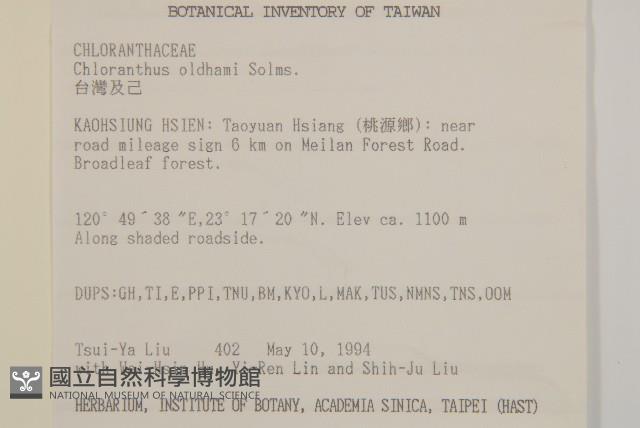 BOTANICAL INVENTORY OF TAIWAN
CHLORANTHACEAE
Chloranthus oldhami Solms.
台灣及己
KAOHSIUNG HSIEN: Taoyuan Hsiang (桃源鄉): near
road mileage sign 6 km on Meilan Forest Road.
Broadleaf forest.
120° 49 ′ 38 ″E,23° 17 ′ 20 ″N. Elev ca. 1100 m
Along shaded roadside.
DUPS:GH,TI,E,PPI,TNU,BM,KYO,L,MAK,TUS,NMNS,TNS,OOM
Tsui-Ya Liu 402 May 10, 1994
with Yi-Ren Lin and Shih-Ju Liu
國立自然科學博物館
NATIONAL MUSEUM OF NATURAL SCIENCE
HERBARIUM, INSTITUTE OF BOTANY, ACADEMIA SINICA, TAIPEI (HAST)